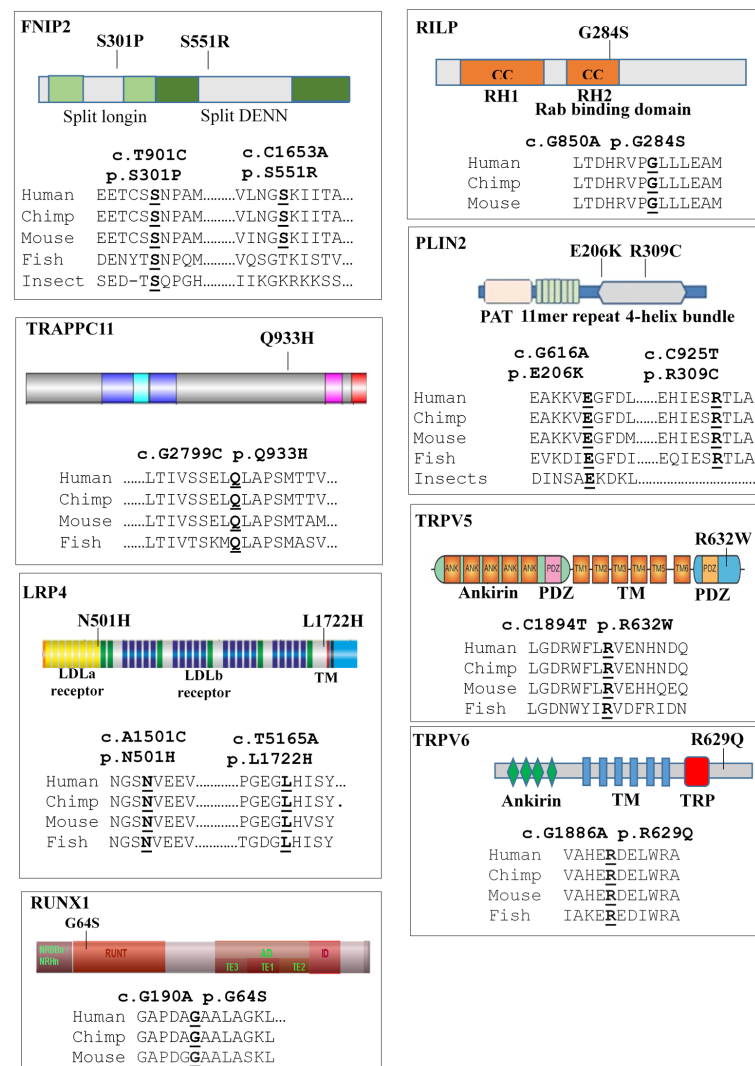 FNIP2
S301P S551R
Split longin Split DENN
c.T901C c.C1653A
p.S301P p.S551R
Human EETCSSNPAM........VLNGSKIITA...
Chimp EETCSSNPAM........VLNGSKIITA...
Mouse EETCSSNPAM........VINGSKIITA...
Fish DENYTSNPQM........VQSGTKISTV...
Insect SED-TSQPGH........IIKGKRKKSS...
TRAPPC11
Q933H
c.G2799C p.Q933H
Human ......LTIVSSELQLAPSMTTV...
Chimp ......LTIVSSELQLAPSMTTV...
Mouse ......LTIVSSELQLAPSMTAM...
Fish ......LTIVTSKMQLAPSMASV...
LRP4
N501H L1722H
LDLa receptor LDLb receptor TM
c.A1501C c.T5165A
p.N501H p.L1722H
Human NGSNVEEV...........PGEGLHISY...
Chimp NGSNVEEV...........PGEGLHISY.
Mouse NGSNVEEV...........PGEGLHVSY
Fish NGSNVEEV...........TGDGLHISY
RUNX1
G64S
NRHn RUNT AD ID
TE3 TE1 TE2
c.G190A p.G64S
Human GAPDAGAALAGKL...
Chimp GAPDAGAALAGKL
Mouse GAPDGGAALASKL
RILP
G284S
CC CC
RH1 RH2
Rab binding domain
c.G850A p.G284S
Human LTDHRVPGLLLEAM
Chimp LTDHRVPGLLLEAM
Mouse LTDHRVPGLLLEAM
PLIN2
E206K R309C
PAT 11mer repeat 4-helix bundle
c.G616A c.C925T
p.E206K p.R309C
Human EAKKVEGFDL......EHIESRTLA
Chimp EAKKVEGFDL......EHIESRTLA
Mouse EAKKVEGFDM......EHIESRTLA
Fish EVKDIEGFDI......EQIESRTLA
Insects DINSAEKDKL........................
TRPV5
R632W
ANK ANK ANK ANK ANK PDZ TM1 TM2 TM3 TM4 TM5 TM6 PDZ
Ankirin PDZ TM PDZ
c.C1894T p.R632W
Human LGDRWFLRVENHNDQ
Chimp LGDRWFLRVENHNDQ
Mouse LGDRWFLRVEHHQEQ
Fish LGDNWYIRVDFRIDN
TRPV6
R629Q
Ankirin TM TRP
c.G1886A p.R629Q
Human VAHERDELWRA
Chimp VAHERDELWRA
Mouse VAHERDELWRA
Fish IAKEREDIWRA